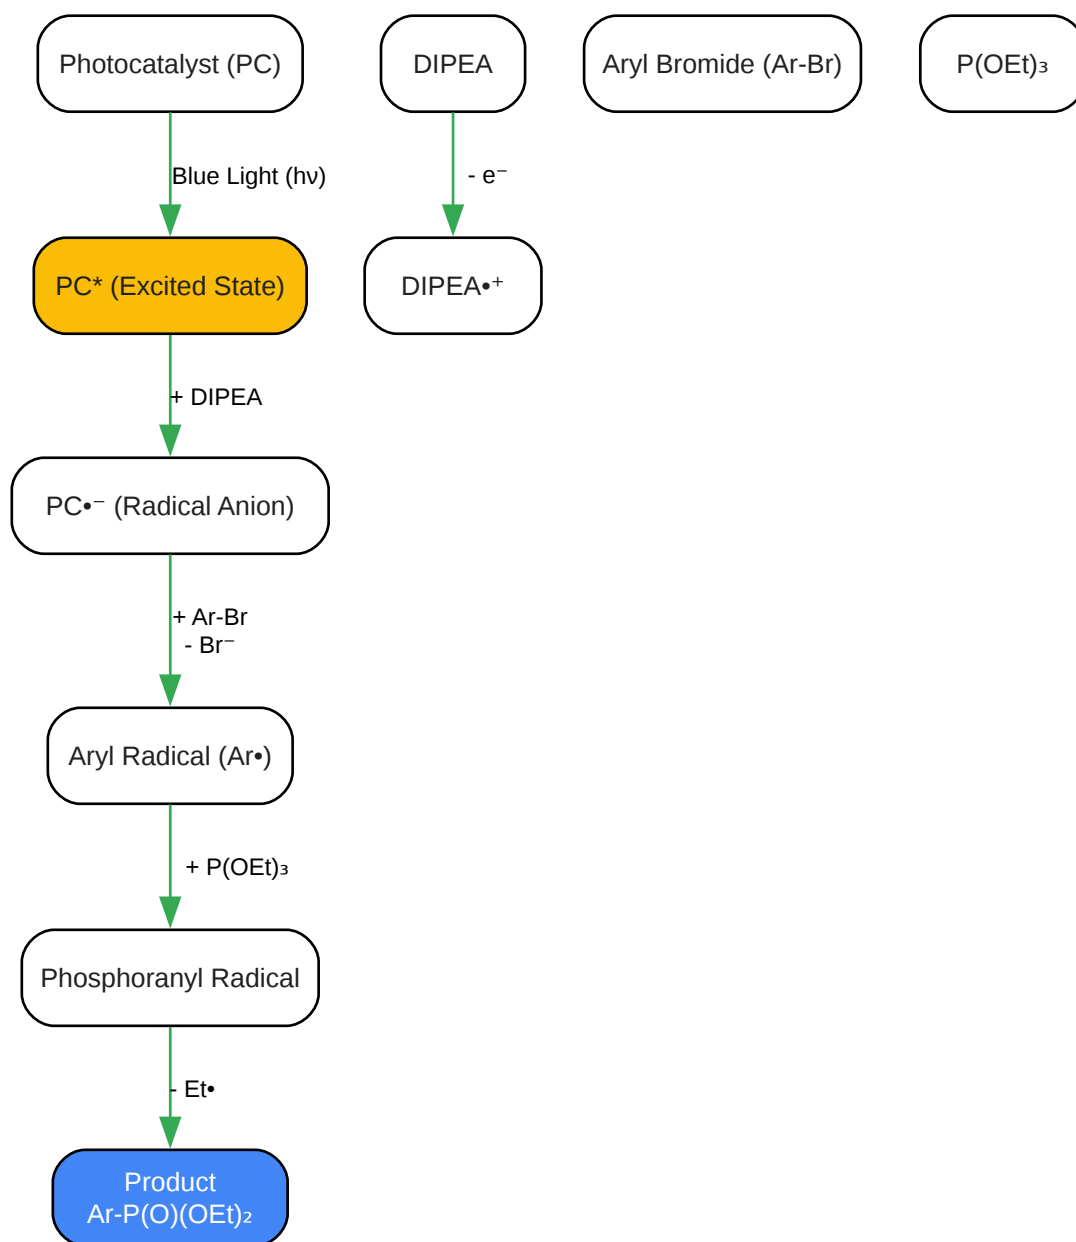 Photocatalyst (PC)
DIPEA
Aryl Bromide (Ar-Br)
P(OEt)₃
Blue Light (hν)
- e⁻
PC* (Excited State)
DIPEA•⁺
+ DIPEA
PC•⁻ (Radical Anion)
+ Ar-Br
- Br⁻
Aryl Radical (Ar•)
+ P(OEt)₃
Phosphoranyl Radical
- Et•
Product
Ar-P(O)(OEt)₂